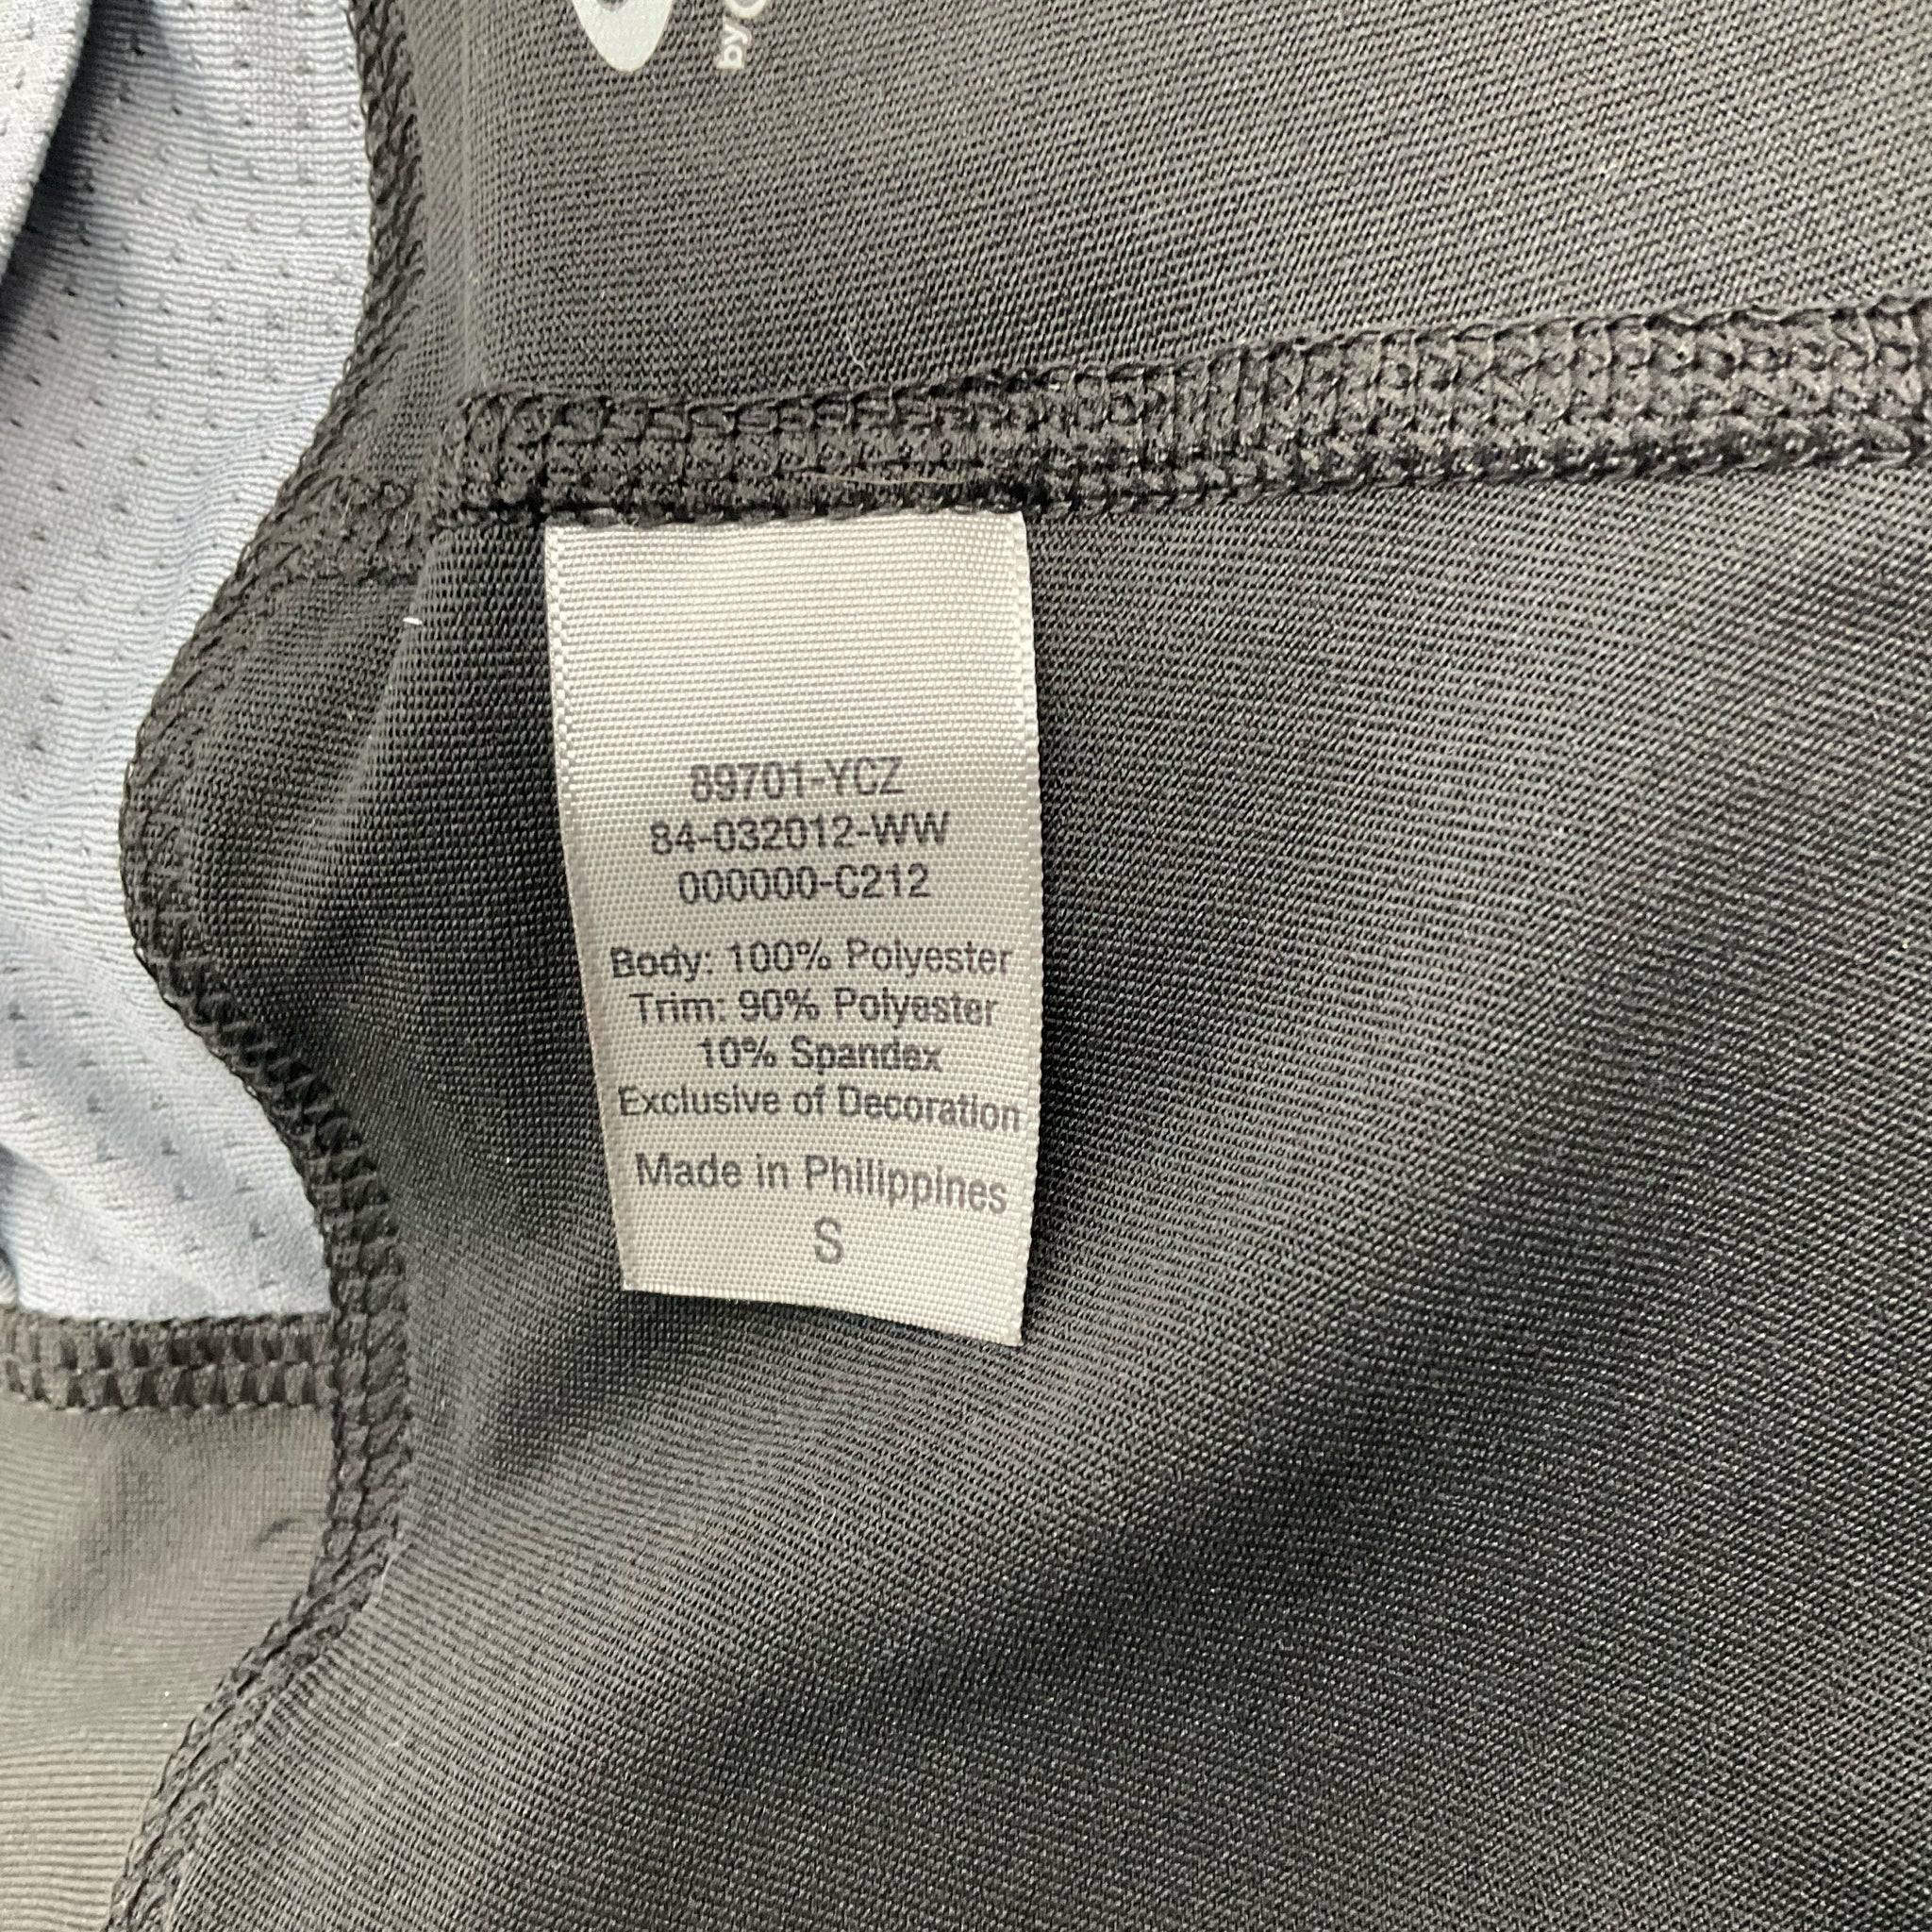 by
89701-YCZ
84-032012-WW
000000-C212
Body: 100% Polyester
Trim: 90% Polyester
10% Spandex
Exclusive of Decoration
Made in Philippines
S